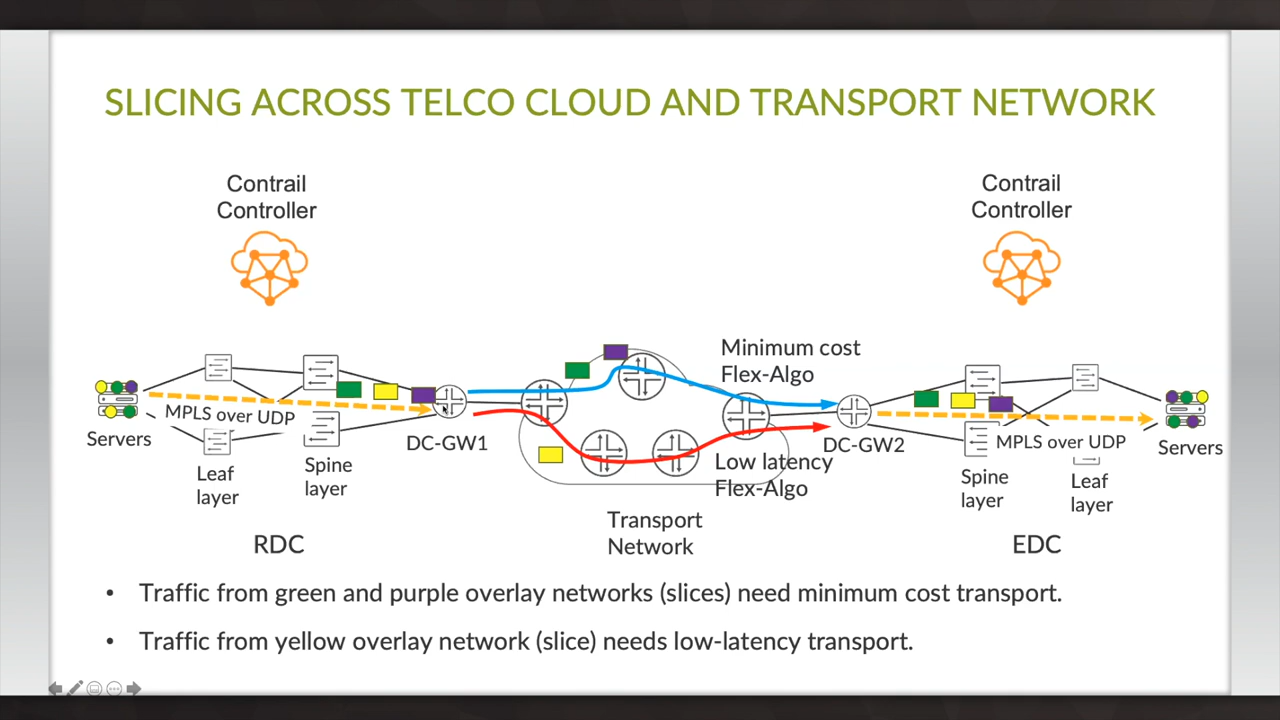 SLICING ACROSS TELCO CLOUD AND TRANSPORT NETWORK
Contrail
Controller
Contrail
Controller
Minimum cost
Flex-Algo
MPLS over UDP
Servers
DC-GW1
DC-GW2
MPLS over UDP
Servers
Leaf
layer
Spine
layer
Low latency
Flex-Algo
Spine
layer
Leaf
layer
Transport
Network
RDC
EDC
• Traffic from green and purple overlay networks (slices) need minimum cost transport.
• Traffic from yellow overlay network (slice) needs low-latency transport.